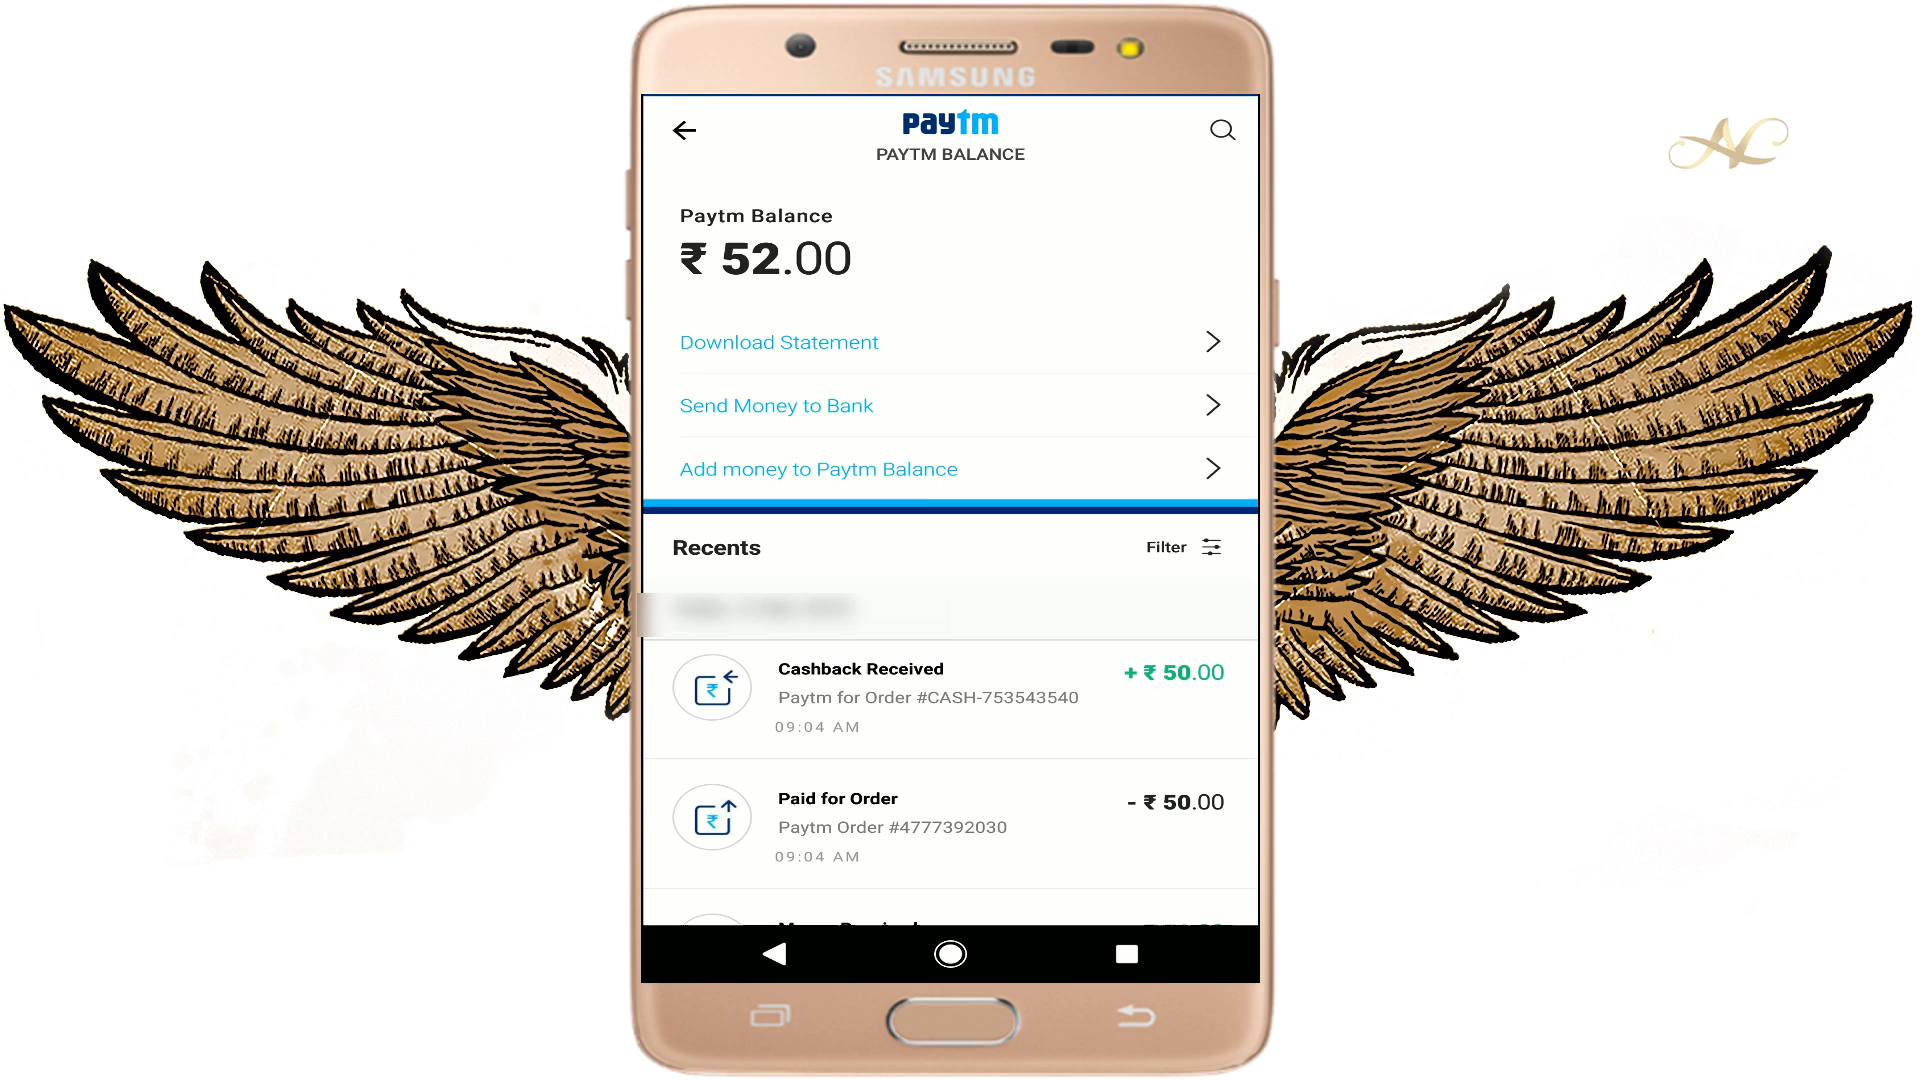 SAMSUNG
paytm
PAYTM BALANCE
AC
Paytm Balance
₹ 52.00
Download Statement
Send Money to Bank
Add money to Paytm Balance
Recents
Filter
Cashback Received
+ ₹ 50.00
Paytm for Order #CASH-753543540
09:04 AM
Paid for Order
- ₹ 50.00
Paytm Order #4777392030
09:04 AM